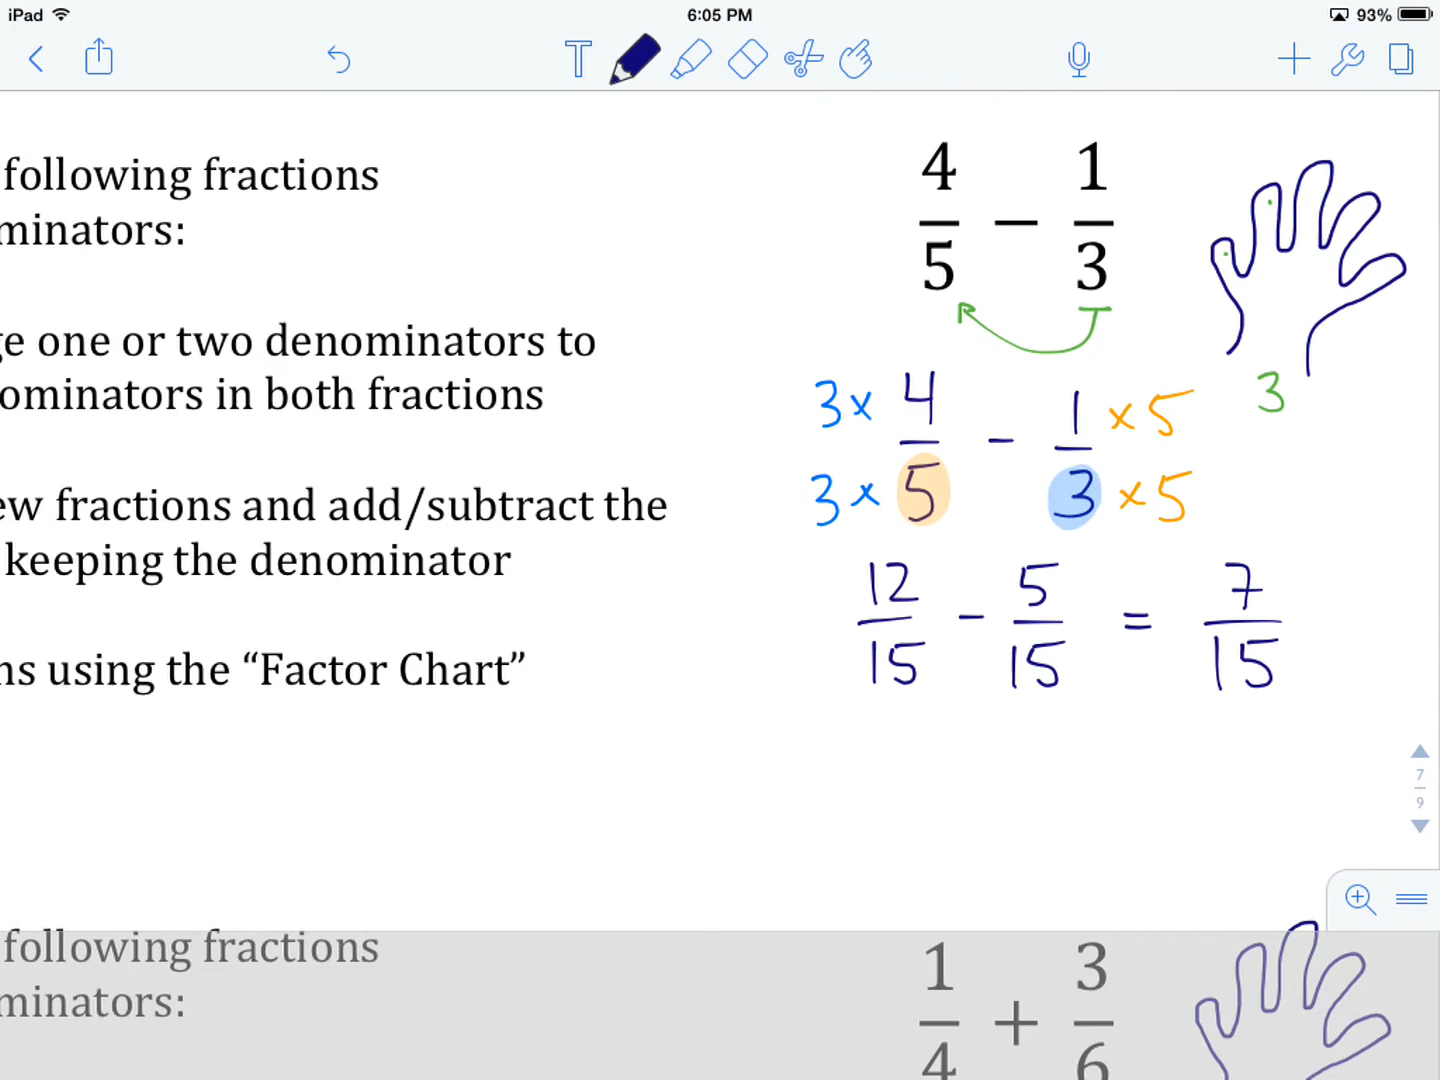 iPad 6:05 PM 93%
T
following fractions
minators:
4 1
— − —
5 3
ge one or two denominators to
ominators in both fractions
3 × 4 − 1 × 5 3
3 × 5 3 × 5
ew fractions and add/subtract the
keeping the denominator
12 − 5 = 7
15 15 15
ns using the “Factor Chart”
7
9
following fractions
minators:
1 + 3
4 6